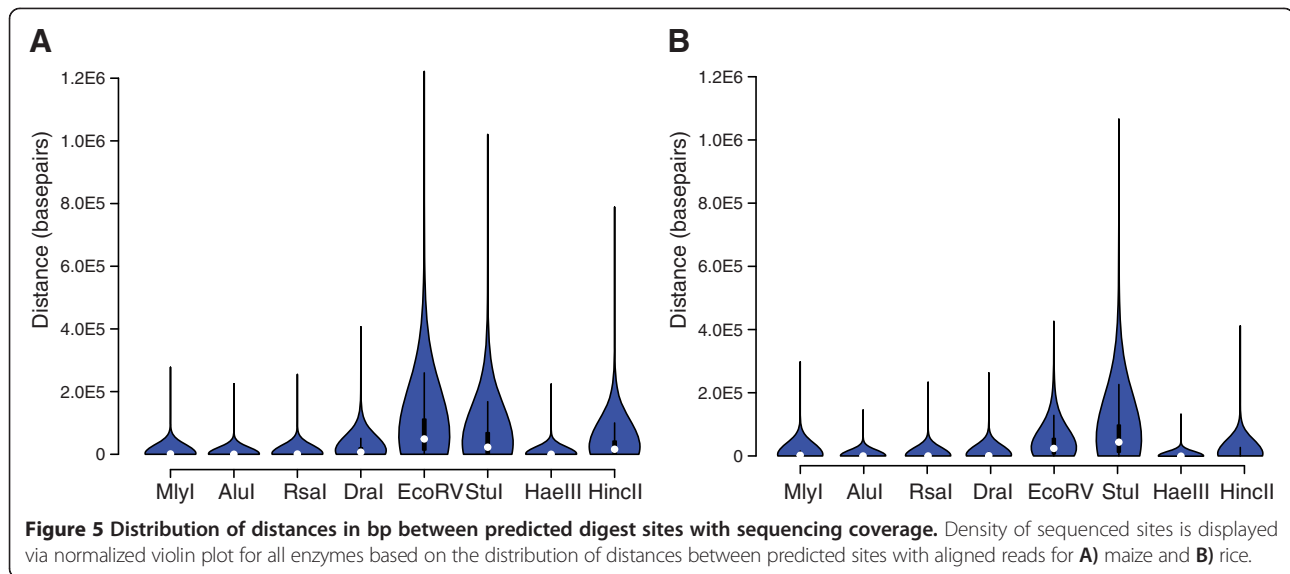 A
B
Distance (basepairs)
1.2E6
1.0E6
8.0E5
6.0E5
4.0E5
2.0E5
0
MlyI AluI RsaI DraI EcoRV StuI HaeIII HincII
Distance (basepairs)
1.2E6
1.0E6
8.0E5
6.0E5
4.0E5
2.0E5
0
MlyI AluI RsaI DraI EcoRV StuI HaeIII HincII
Figure 5 Distribution of distances in bp between predicted digest sites with sequencing coverage. Density of sequenced sites is displayed
via normalized violin plot for all enzymes based on the distribution of distances between predicted sites with aligned reads for A) maize and B) rice.